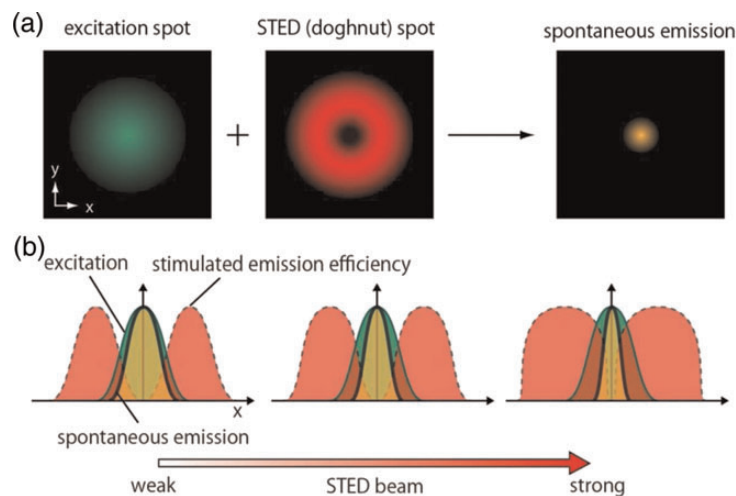 (a)
excitation spot
STED (doghnut) spot
spontaneous emission
y
x
+
(b)
excitation
stimulated emission efficiency
x
spontaneous emission
weak
STED beam
strong